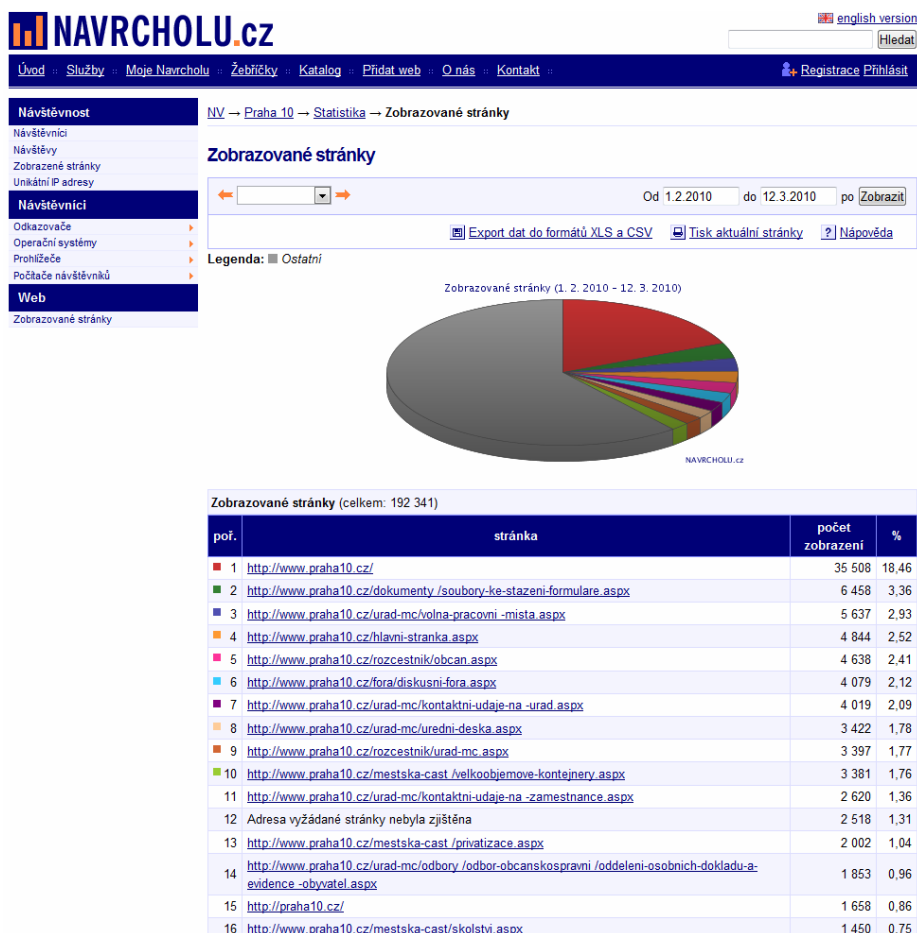 NAVRCHOLU.cz
english version
Hledat
Úvod :: Služby :: Moje Navrcholu :: Žebříčky :: Katalog :: Přidat web :: O nás :: Kontakt ::
Registrace Přihlásit
Návštěvnost
Návštěvníci
Návštěvy
Zobrazené stránky
Unikátní IP adresy
Návštěvníci
Odkazovače
Operační systémy
Prohlížeče
Počítače návštěvníků
Web
Zobrazované stránky
NV → Praha 10 → Statistika → Zobrazované stránky
Zobrazované stránky
Od 1.2.2010 do 12.3.2010 po Zobrazit
Export dat do formátů XLS a CSV Tisk aktuální stránky ? Nápověda
Legenda: Ostatní
Zobrazované stránky (1. 2. 2010 - 12. 3. 2010)
NAVRCHOLU.cz
Zobrazované stránky (celkem: 192 341)
poř. stránka počet zobrazení %
1 http://www.praha10.cz/ 35 508 18,46
2 http://www.praha10.cz/dokumenty /soubory-ke-stazeni-formulare.aspx 6 458 3,36
3 http://www.praha10.cz/urad-mc/volna-pracovni -mista.aspx 5 637 2,93
4 http://www.praha10.cz/hlavni-stranka.aspx 4 844 2,52
5 http://www.praha10.cz/rozcestnik/obcan.aspx 4 638 2,41
6 http://www.praha10.cz/fora/diskusni-fora.aspx 4 079 2,12
7 http://www.praha10.cz/urad-mc/kontaktni-udaje-na -urad.aspx 4 019 2,09
8 http://www.praha10.cz/urad-mc/uredni-deska.aspx 3 422 1,78
9 http://www.praha10.cz/rozcestnik/urad-mc.aspx 3 397 1,77
10 http://www.praha10.cz/mestska-cast /velkoobjemove-kontejnery.aspx 3 381 1,76
11 http://www.praha10.cz/urad-mc/kontaktni-udaje-na -zamestnance.aspx 2 620 1,36
12 Adresa vyžádané stránky nebyla zjištěna 2 518 1,31
13 http://www.praha10.cz/mestska-cast /privatizace.aspx 2 002 1,04
14 http://www.praha10.cz/urad-mc/odbory /odbor-obcanskospravni /oddeleni-osobnich-dokladu-a-
evidence -obyvatel.aspx 1 853 0,96
15 http://praha10.cz/ 1 658 0,86
16 http://www.praha10.cz/mestska-cast/skolstvi.aspx 1 450 0,75